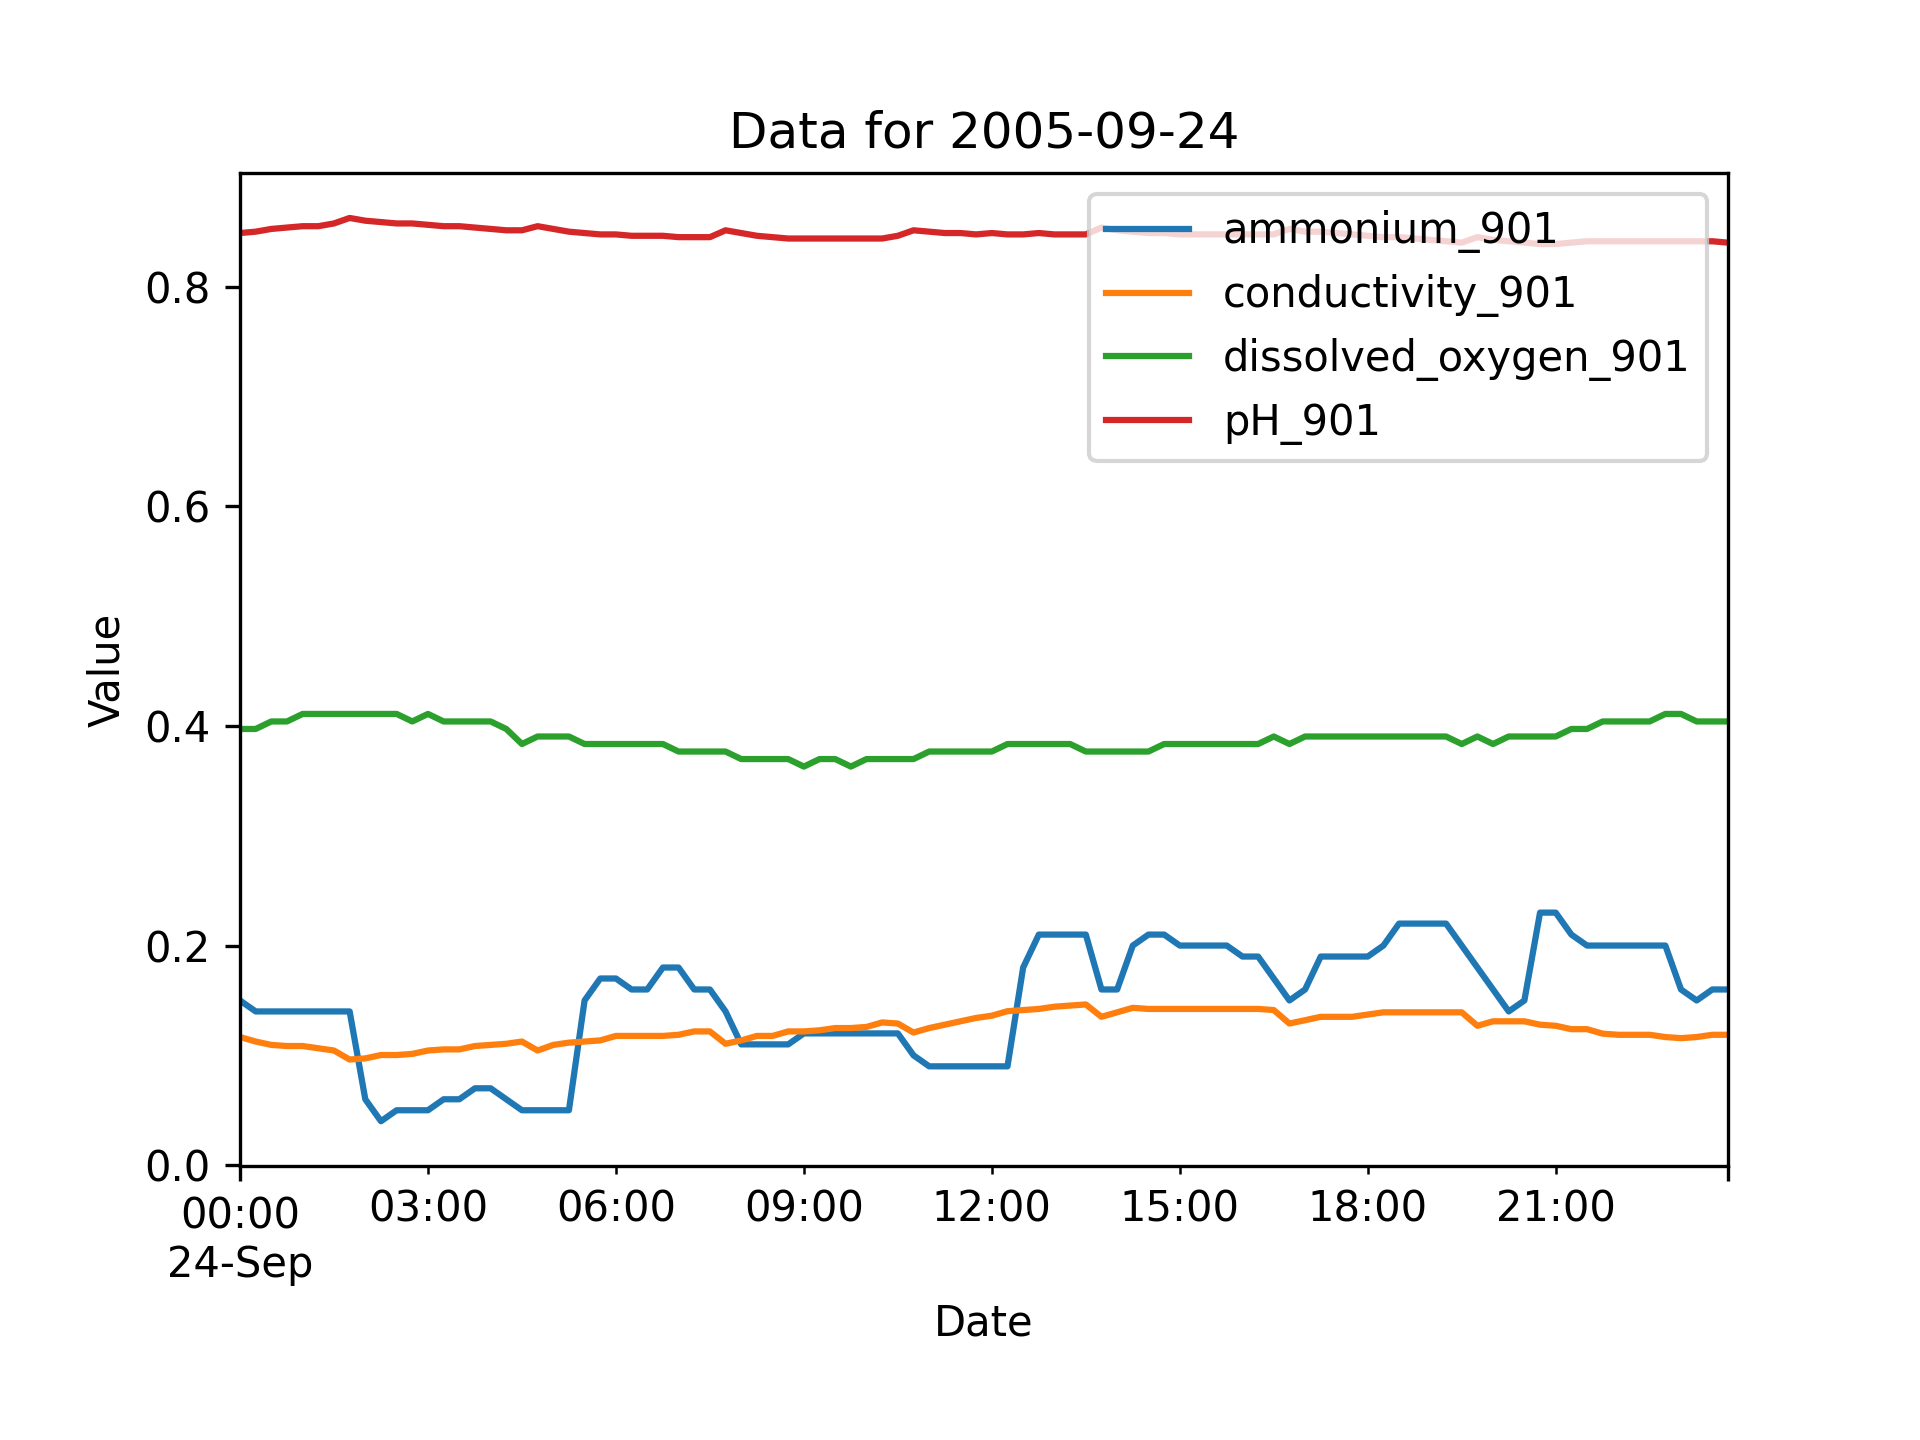 Data for 2005-09-24
ammonium_901
conductivity_901
dissolved_oxygen_901
pH_901
Value
0.8
0.6
0.4
0.2
0.0
00:00 03:00 06:00 09:00 12:00 15:00 18:00 21:00
24-Sep
Date